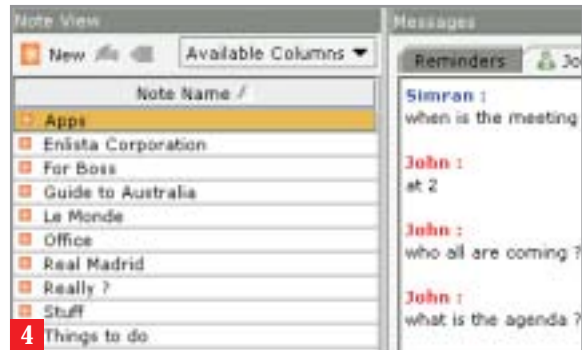 Note View
New
Available Columns
Note Name
Apps
Enlista Corporation
For Boss
Guide to Australia
Le Monde
Office
Real Madrid
Really ?
Stuff
4
Things to do
Messages
Reminders
Jo
Simran :
when is the meeting
John :
at 2
John :
who all are coming ?
John :
what is the agenda ?